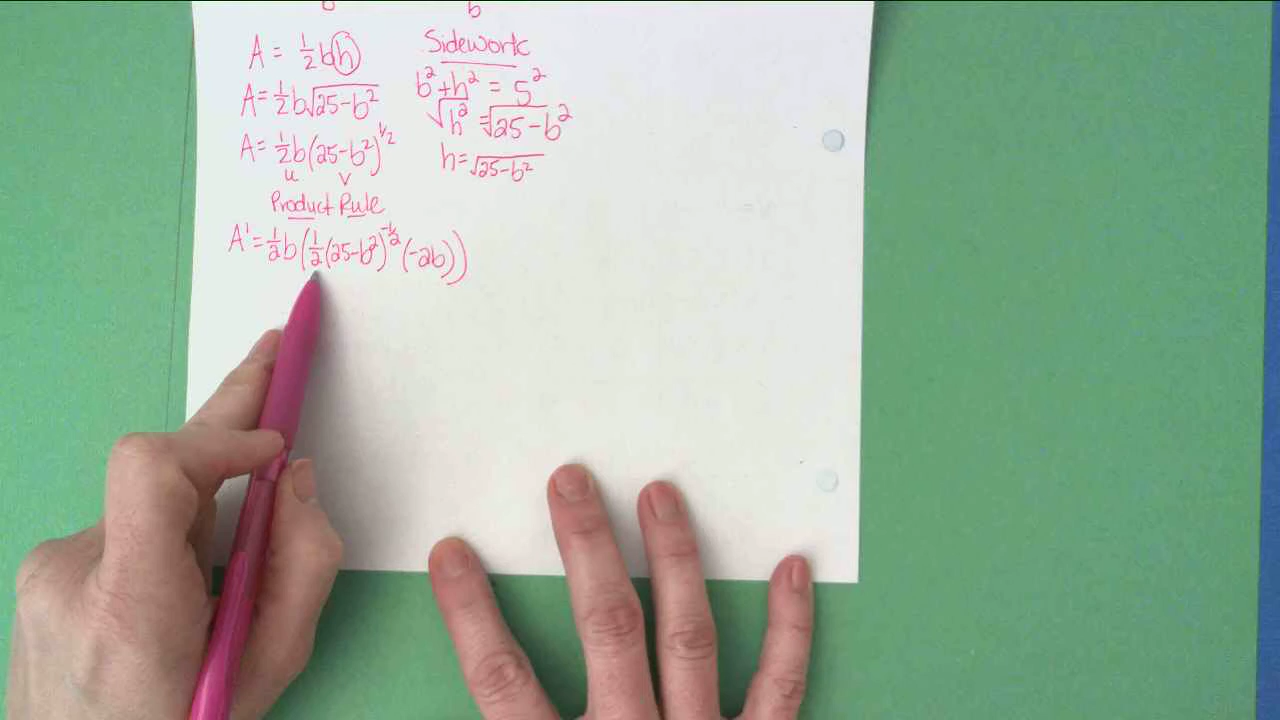 b
A = 1/2 bh
A = 1/2 b√(25-b²)
A = 1/2 b(25-b²)^1/2
u v
Product Rule
A' = 1/2 b(1/2(25-b²)^-1/2(-2b))
Sidework
b² + h² = 5²
√h² = √25-b²
h = √25-b²